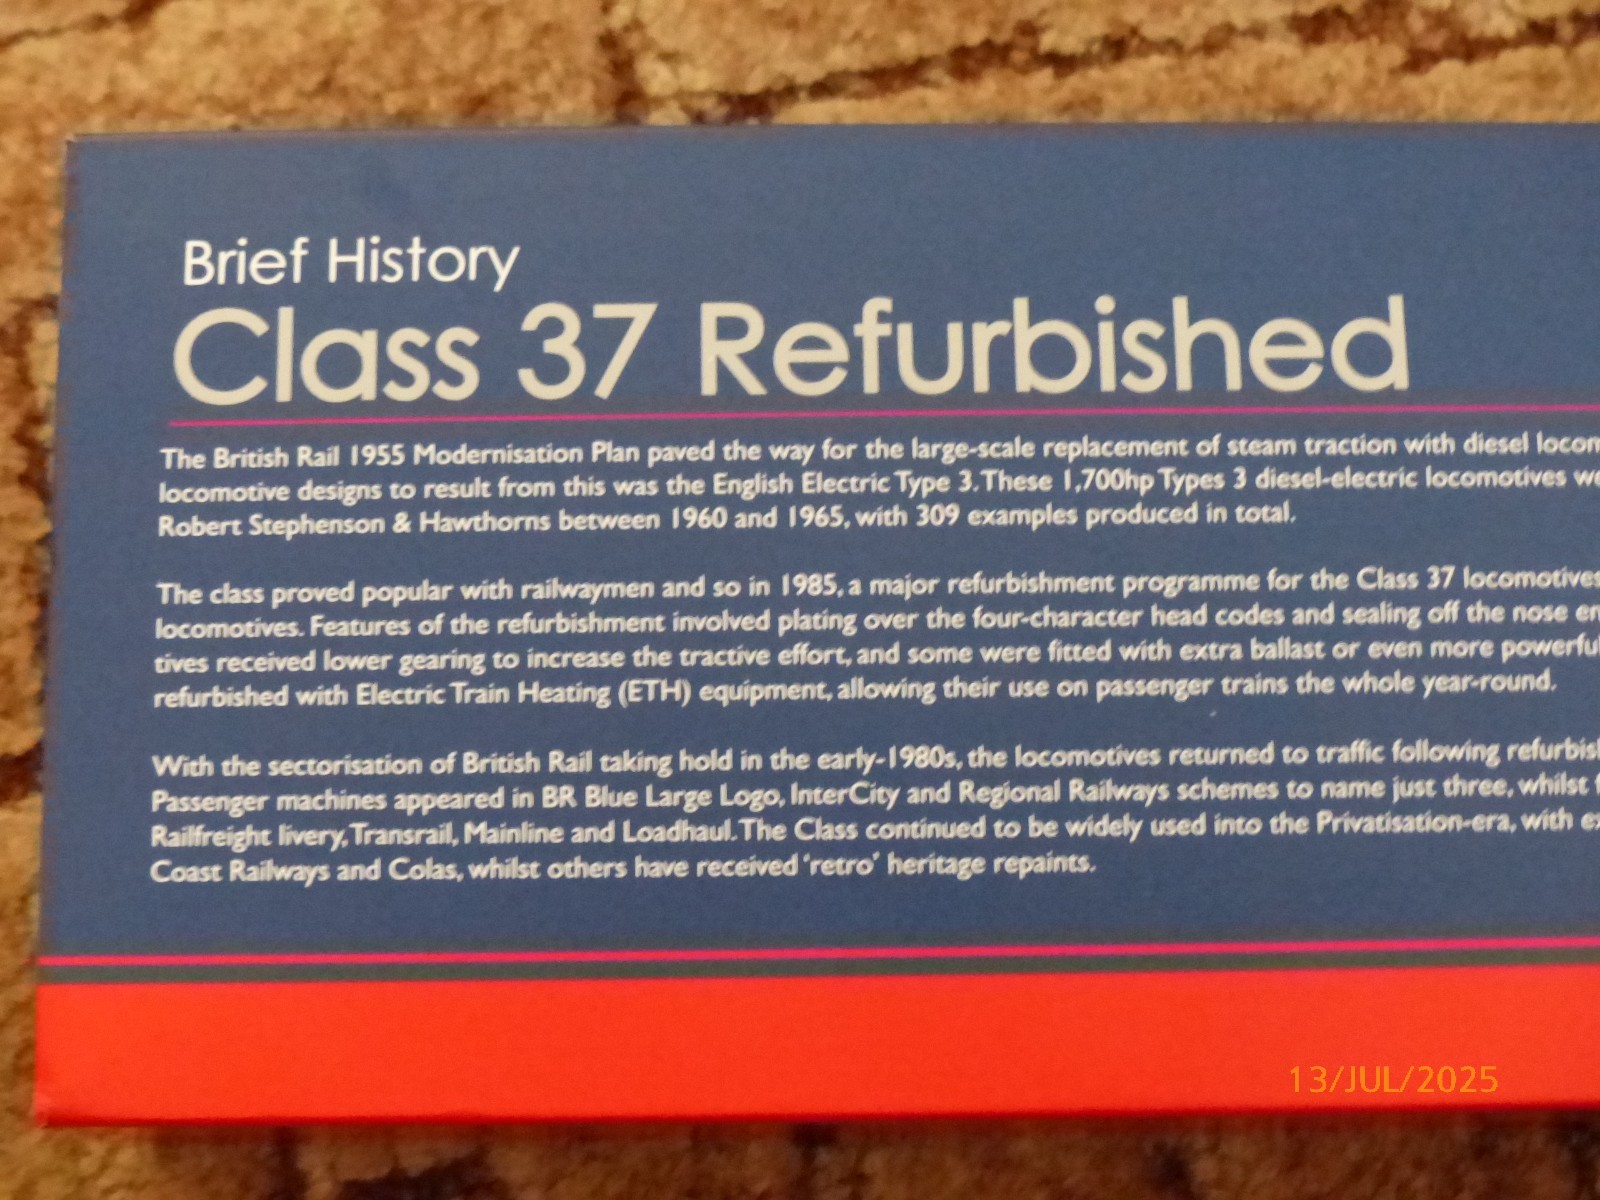 Brief History
Class 37 Refurbished
The British Rail 1955 Modernisation Plan paved the way for the large-scale replacement of steam traction with diesel locom
locomotive designs to result from this was the English Electric Type 3. These 1,700hp Types 3 diesel-electric locomotives we
Robert Stephenson & Hawthorns between 1960 and 1965, with 309 examples produced in total.
The class proved popular with railwaymen and so in 1985, a major refurbishment programme for the Class 37 locomotives
locomotives. Features of the refurbishment involved plating over the four-character head codes and sealing off the nose en
tives received lower gearing to increase the tractive effort, and some were fitted with extra ballast or even more powerful
refurbished with Electric Train Heating (ETH) equipment, allowing their use on passenger trains the whole year-round.
With the sectorisation of British Rail taking hold in the early-1980s, the locomotives returned to traffic following refurbis
Passenger machines appeared in BR Blue Large Logo, InterCity and Regional Railways schemes to name just three, whilst f
Railfreight livery, Transrail, Mainline and Loadhaul. The Class continued to be widely used into the Privatisation-era, with ex
Coast Railways and Colas, whilst others have received 'retro' heritage repaints.
13/JUL/2025